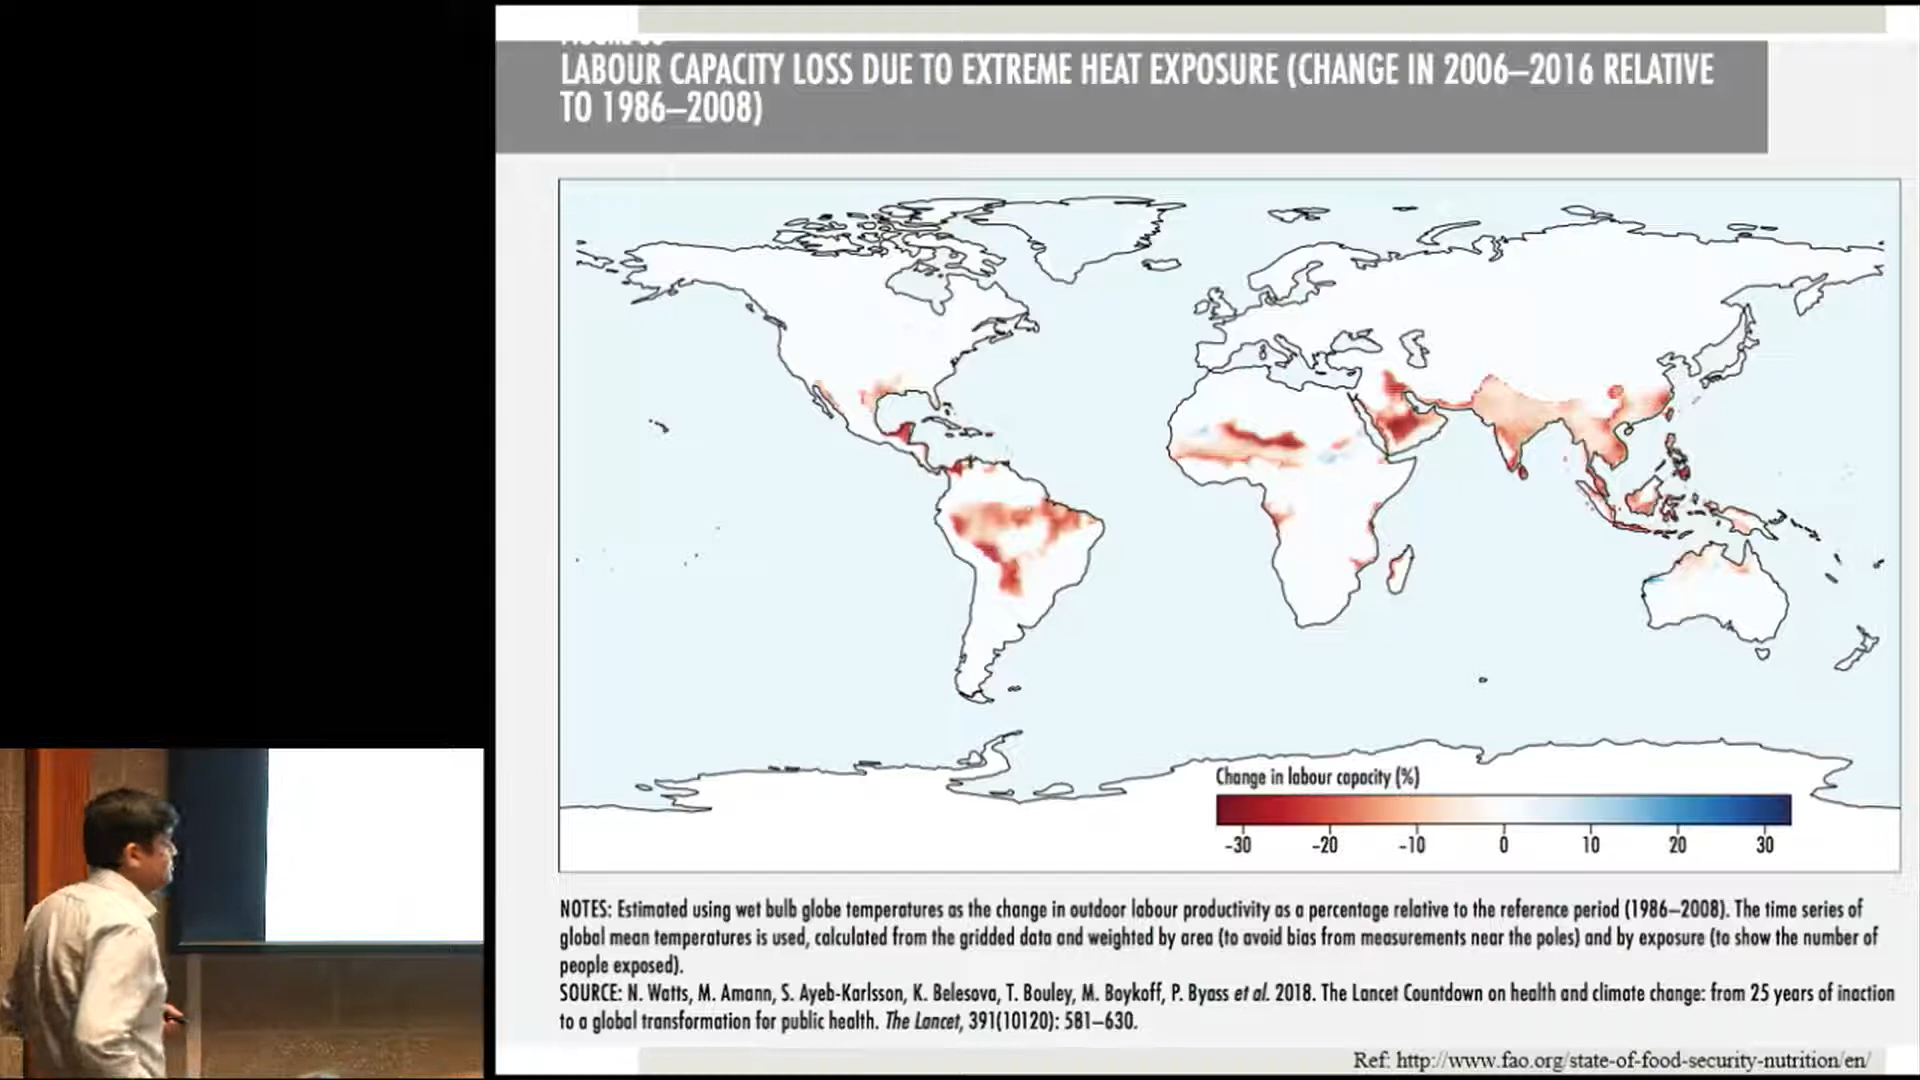 LABOUR CAPACITY LOSS DUE TO EXTREME HEAT EXPOSURE (CHANGE IN 2006–2016 RELATIVE
TO 1986–2008)
Change in labour capacity (%)
-30 -20 -10 0 10 20 30
NOTES: Estimated using wet bulb globe temperatures as the change in outdoor labour productivity as a percentage relative to the reference period (1986–2008). The time series of
global mean temperatures is used, calculated from the gridded data and weighted by area (to avoid bias from measurements near the poles) and by exposure (to show the number of
people exposed).
SOURCE: N. Watts, M. Amann, S. Ayeb-Karlsson, K. Belesova, T. Bouley, M. Boykoff, P. Byass et al. 2018. The Lancet Countdown on health and climate change: from 25 years of inaction
to a global transformation for public health. The Lancet, 391(10120): 581–630.
Ref: http://www.fao.org/state-of-food-security-nutrition/en/